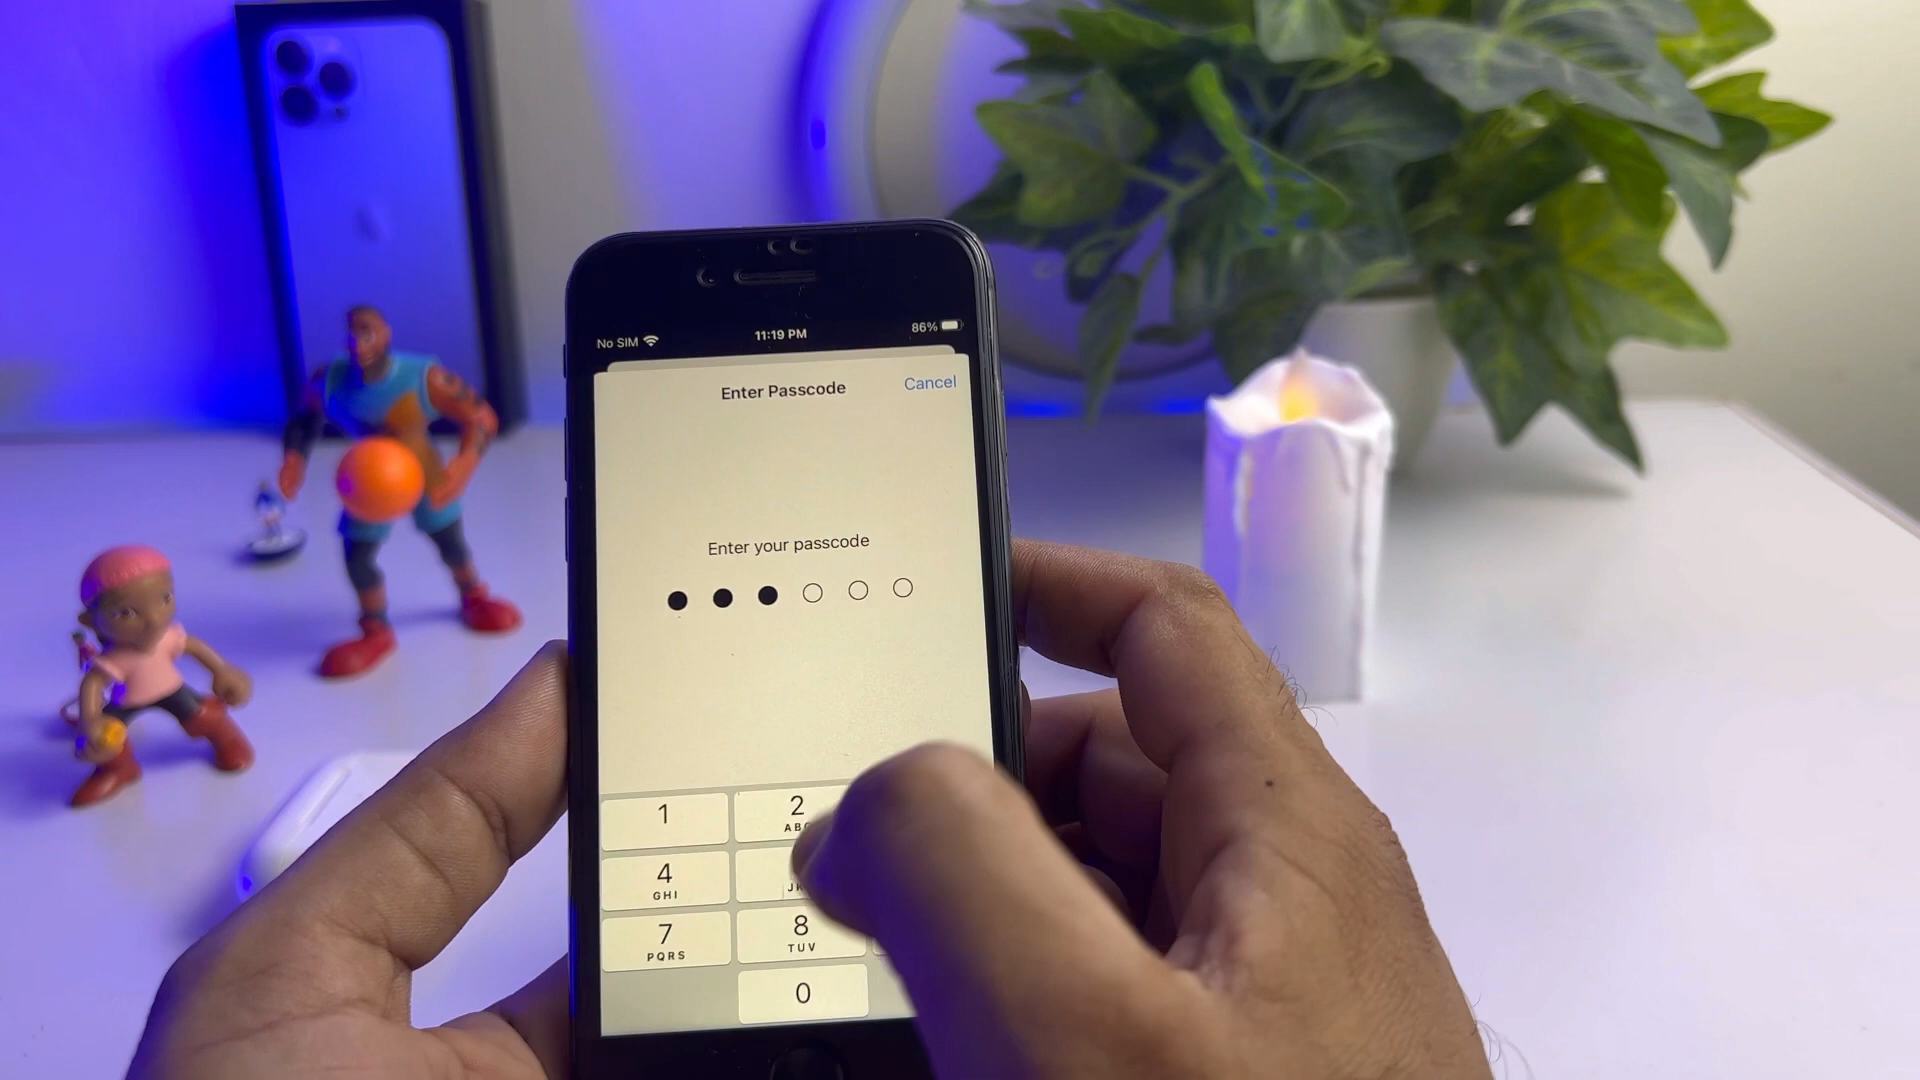 No SIM 11:19 PM 86%
Enter Passcode Cancel
Enter your passcode
1 2
4
GHI
7 8
PQRS TUV
0